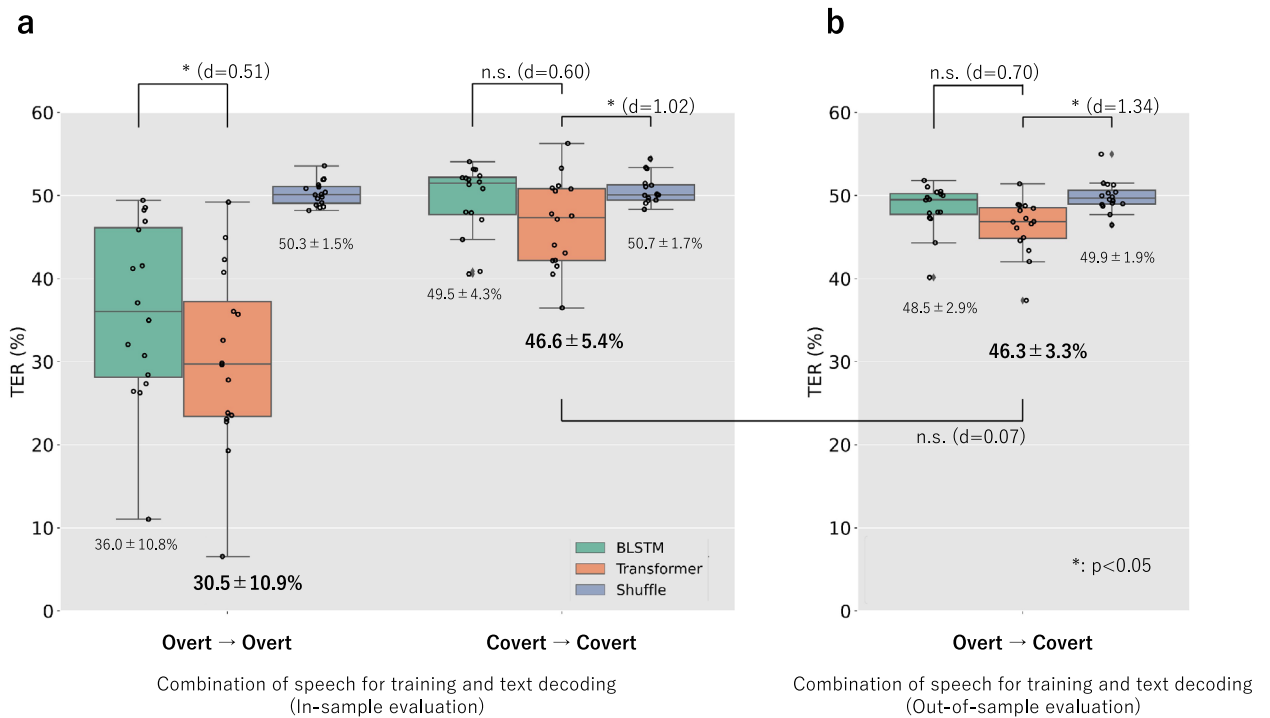 a
b
* (d=0.51)
n.s. (d=0.60)
* (d=1.02)
n.s. (d=0.70)
* (d=1.34)
TER (%)
60
50
40
30
20
10
0
36.0 ± 10.8%
30.5 ± 10.9%
50.3 ± 1.5%
49.5 ± 4.3%
46.6 ± 5.4%
50.7 ± 1.7%
BLSTM
Transformer
Shuffle
Overt → Overt
Covert → Covert
Combination of speech for training and text decoding
(In-sample evaluation)
TER (%)
60
50
40
30
20
10
0
48.5 ± 2.9%
46.3 ± 3.3%
49.9 ± 1.9%
n.s. (d=0.07)
*: p<0.05
Overt → Covert
Combination of speech for training and text decoding
(Out-of-sample evaluation)